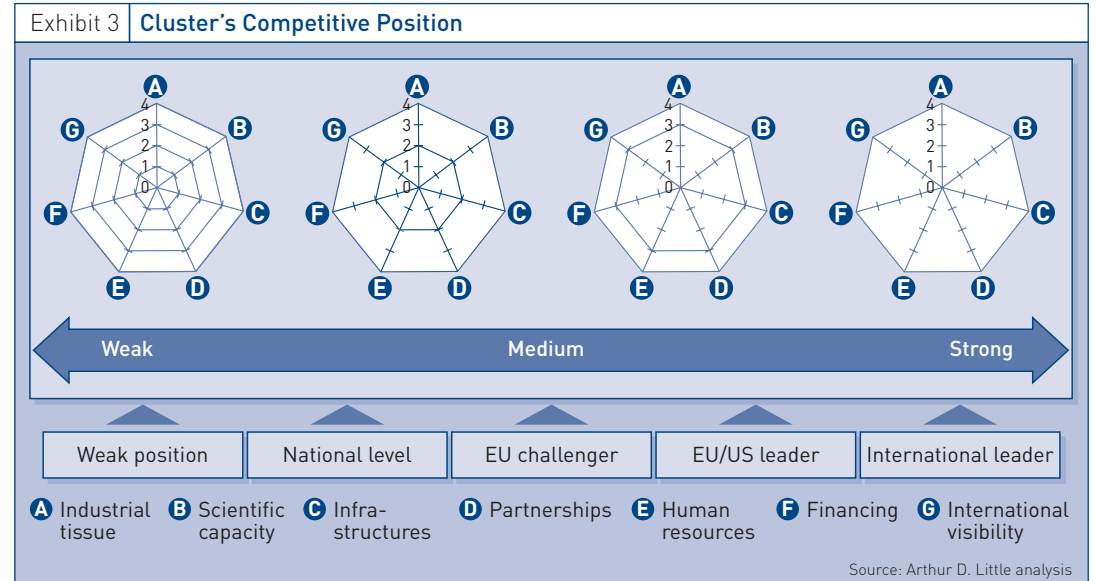 Exhibit 3
Cluster's Competitive Position
A
4
3
2
1
0
B
C
D
E
F
G
A
4
3
2
1
0
B
C
D
E
F
G
A
4
3
2
1
0
B
C
D
E
F
G
A
4
3
2
1
0
B
C
D
E
F
G
Weak
Medium
Strong
Weak position
National level
EU challenger
EU/US leader
International leader
A Industrial
tissue
B Scientific
capacity
C Infra-
structures
D Partnerships
E Human
resources
F Financing
G International
visibility
Source: Arthur D. Little analysis